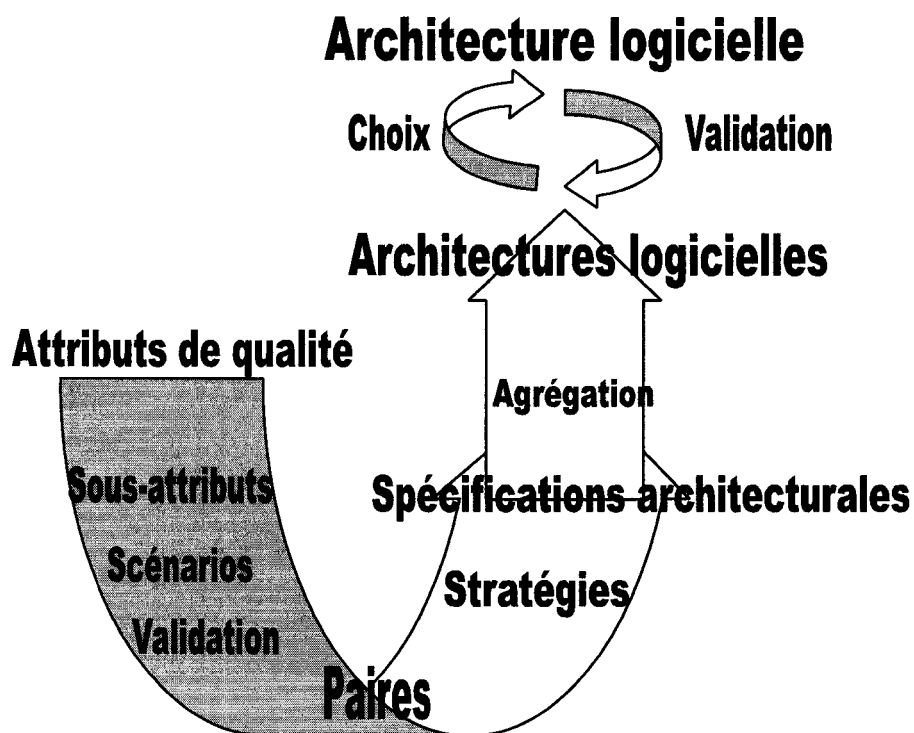 Architecture logicielle
Choix
Validation
Architectures logicielles
Attributs de qualité
Agrégation
Sous-attributs
Spécifications architecturales
Scénarios
Stratégies
Validation
Paires